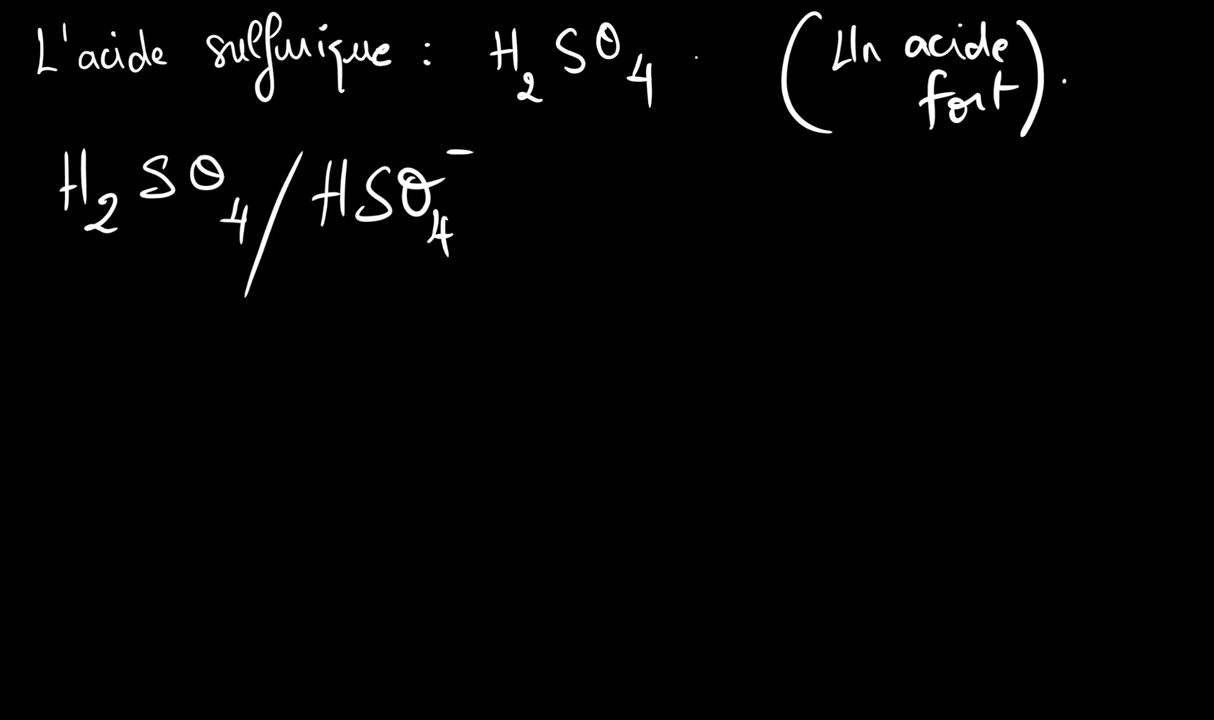 L'acide sulfurique : H₂SO₄. (Un acide
fort).
H₂SO₄/HSO₄⁻